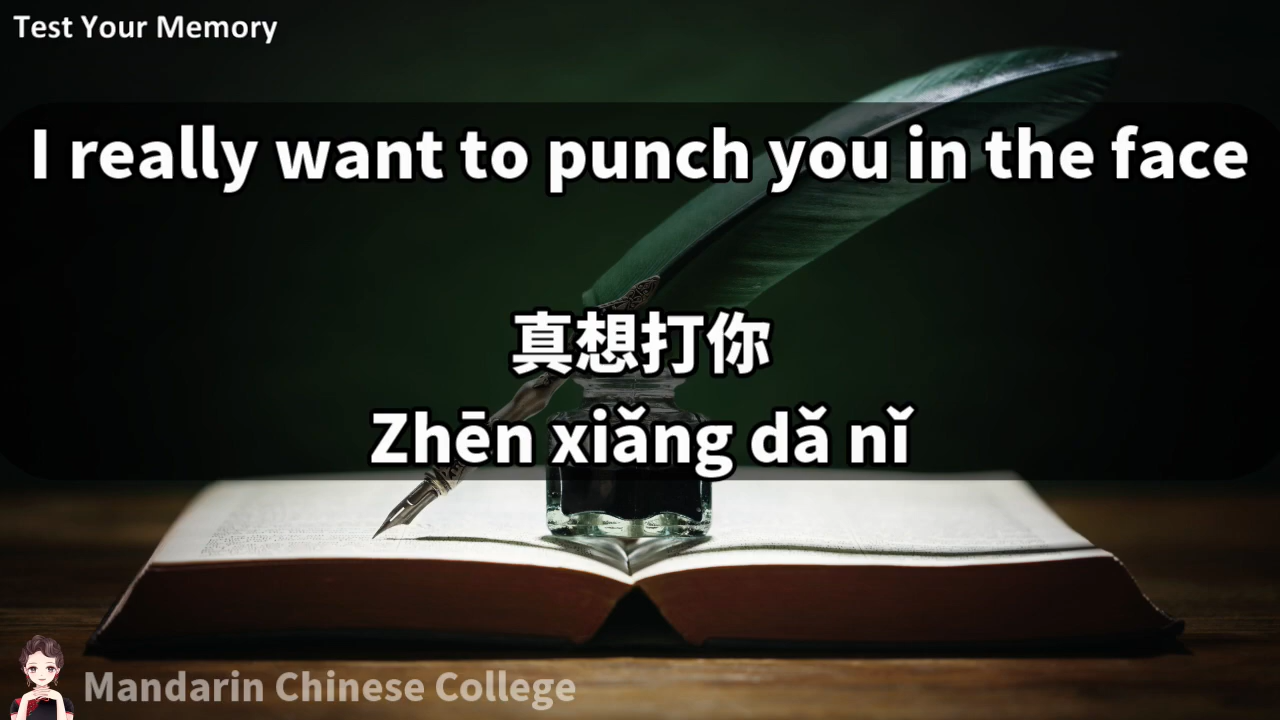 Test Your Memory
I really want to punch you in the face
真想打你
Zhēn xiǎng dǎ nǐ
Mandarin Chinese College